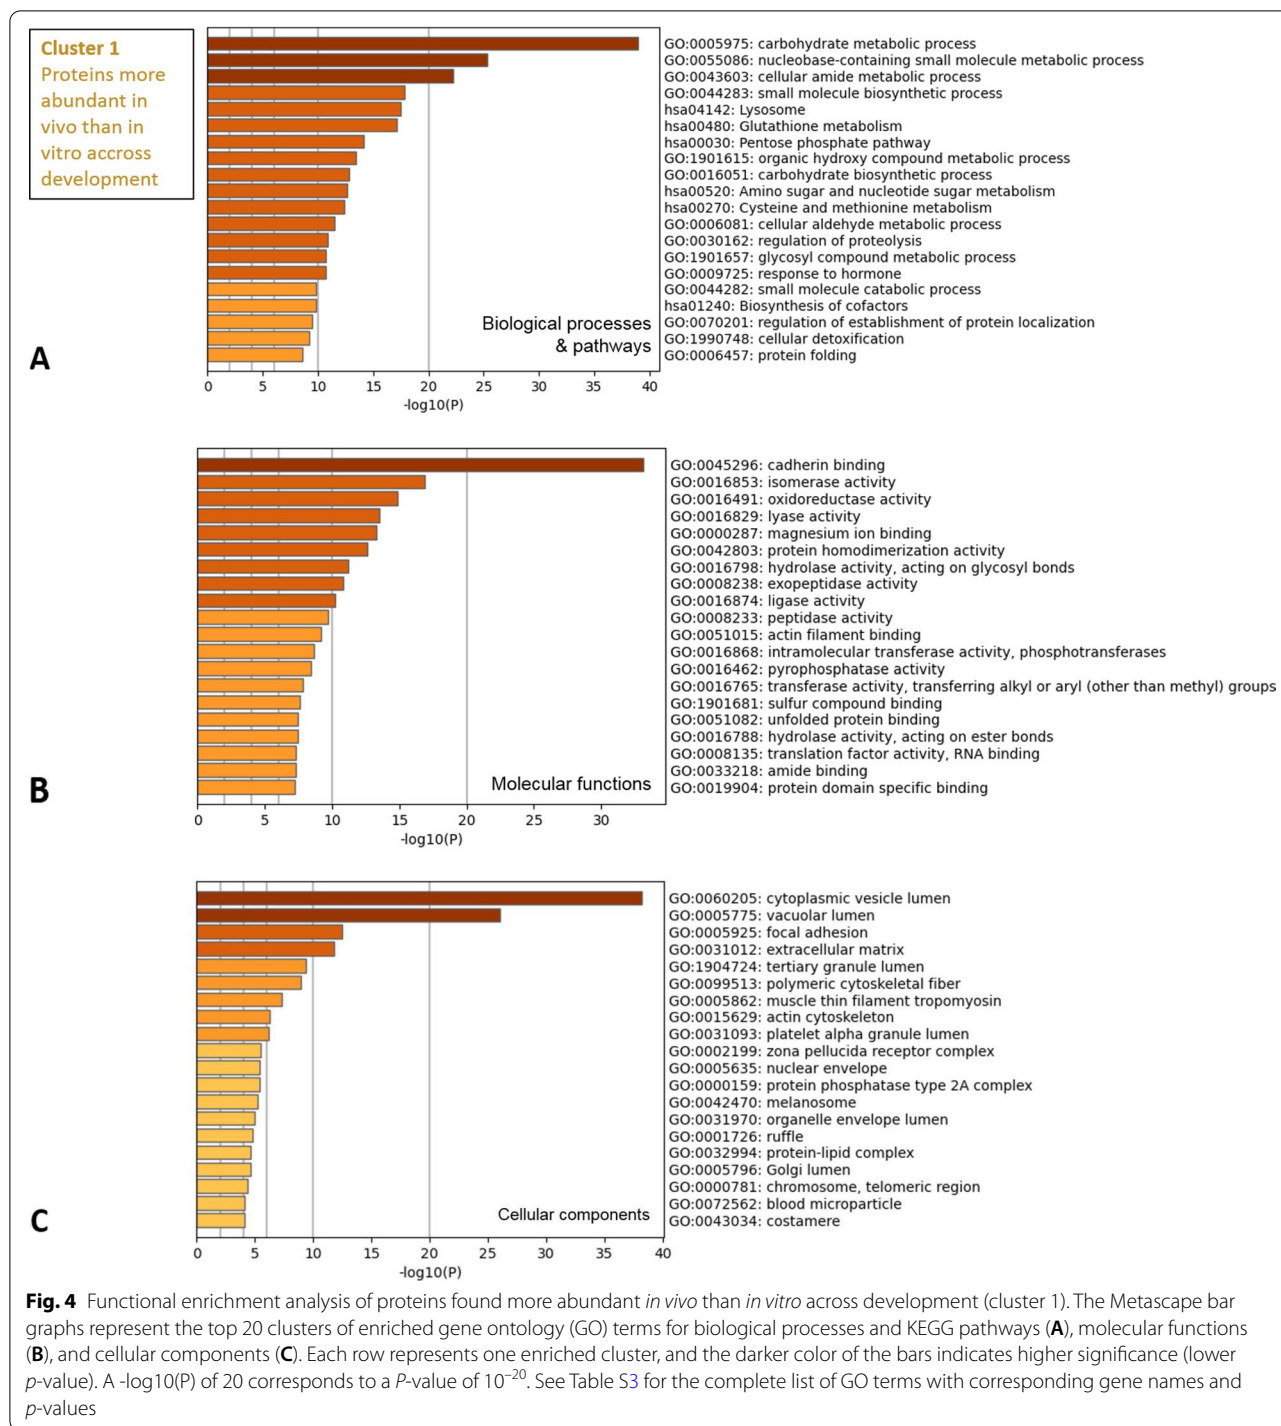 Cluster 1
Proteins more
abundant in
vivo than in
vitro accross
development
GO:0005975: carbohydrate metabolic process
GO:0055086: nucleobase-containing small molecule metabolic process
GO:0043603: cellular amide metabolic process
GO:0044283: small molecule biosynthetic process
hsa04142: Lysosome
hsa00480: Glutathione metabolism
hsa00030: Pentose phosphate pathway
GO:1901615: organic hydroxy compound metabolic process
GO:0016051: carbohydrate biosynthetic process
hsa00520: Amino sugar and nucleotide sugar metabolism
hsa00270: Cysteine and methionine metabolism
GO:0006081: cellular aldehyde metabolic process
GO:0030162: regulation of proteolysis
GO:1901657: glycosyl compound metabolic process
GO:0009725: response to hormone
GO:0044282: small molecule catabolic process
hsa01240: Biosynthesis of cofactors
GO:0070201: regulation of establishment of protein localization
GO:1990748: cellular detoxification
GO:0006457: protein folding
Biological processes
& pathways
A
0 5 10 15 20 25 30 35 40
-log10(P)
GO:0045296: cadherin binding
GO:0016853: isomerase activity
GO:0016491: oxidoreductase activity
GO:0016829: lyase activity
GO:0000287: magnesium ion binding
GO:0042803: protein homodimerization activity
GO:0016798: hydrolase activity, acting on glycosyl bonds
GO:0008238: exopeptidase activity
GO:0016874: ligase activity
GO:0008233: peptidase activity
GO:0051015: actin filament binding
GO:0016868: intramolecular transferase activity, phosphotransferases
GO:0016462: pyrophosphatase activity
GO:0016765: transferase activity, transferring alkyl or aryl (other than methyl) groups
GO:1901681: sulfur compound binding
GO:0051082: unfolded protein binding
GO:0016788: hydrolase activity, acting on ester bonds
GO:0008135: translation factor activity, RNA binding
GO:0033218: amide binding
GO:0019904: protein domain specific binding
Molecular functions
B
0 5 10 15 20 25 30
-log10(P)
GO:0060205: cytoplasmic vesicle lumen
GO:0005775: vacuolar lumen
GO:0005925: focal adhesion
GO:0031012: extracellular matrix
GO:1904724: tertiary granule lumen
GO:0099513: polymeric cytoskeletal fiber
GO:0005862: muscle thin filament tropomyosin
GO:0015629: actin cytoskeleton
GO:0031093: platelet alpha granule lumen
GO:0002199: zona pellucida receptor complex
GO:0005635: nuclear envelope
GO:0000159: protein phosphatase type 2A complex
GO:0042470: melanosome
GO:0031970: organelle envelope lumen
GO:0001726: ruffle
GO:0032994: protein-lipid complex
GO:0005796: Golgi lumen
GO:0000781: chromosome, telomeric region
GO:0072562: blood microparticle
GO:0043034: costamere
Cellular components
C
0 5 10 15 20 25 30 35 40
-log10(P)
Fig. 4 Functional enrichment analysis of proteins found more abundant in vivo than in vitro across development (cluster 1). The Metascape bar
graphs represent the top 20 clusters of enriched gene ontology (GO) terms for biological processes and KEGG pathways (A), molecular functions
(B), and cellular components (C). Each row represents one enriched cluster, and the darker color of the bars indicates higher significance (lower
p-value). A -log10(P) of 20 corresponds to a P-value of 10⁻²⁰. See Table S3 for the complete list of GO terms with corresponding gene names and
p-values